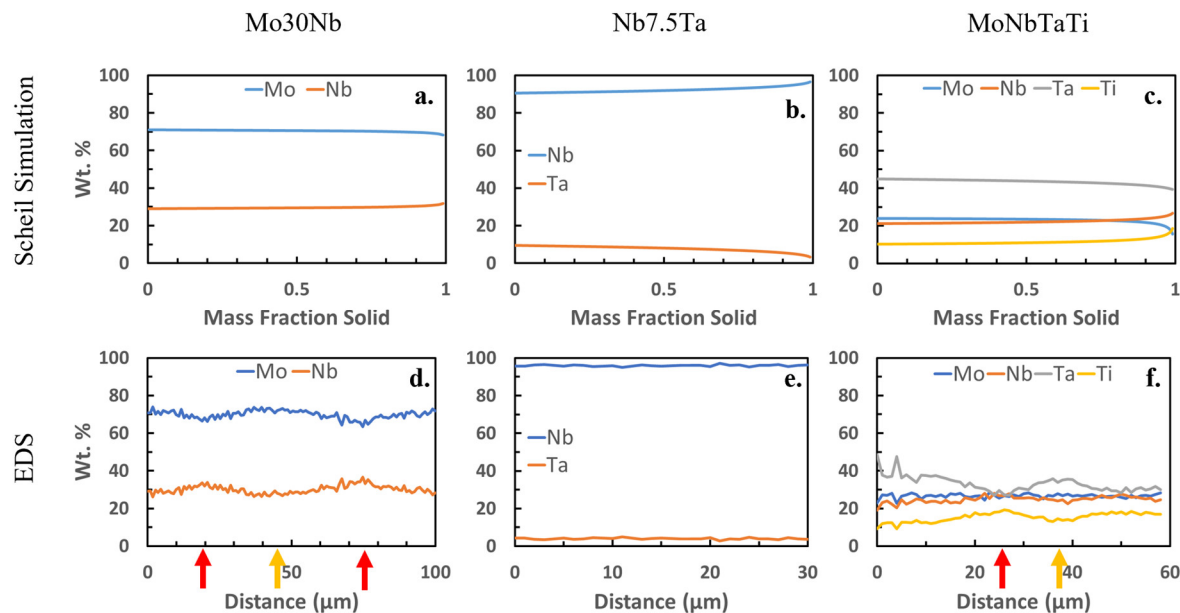 Mo30Nb
Nb7.5Ta
MoNbTaTi
Scheil Simulation
Wt. %
100
80
60
40
20
0
Mo Nb
a.
0 0.5 1
Mass Fraction Solid
100
80
60
40
20
0
b.
Nb
Ta
0 0.5 1
Mass Fraction Solid
100
80
60
40
20
0
Mo Nb Ta Ti
c.
0 0.5 1
Mass Fraction Solid
EDS
Wt. %
100
80
60
40
20
0
Mo Nb
d.
0 50 100
Distance (μm)
100
80
60
40
20
0
e.
Nb
Ta
0 10 20 30
Distance (μm)
100
80
60
40
20
0
Mo Nb Ta Ti
f.
0 20 40 60
Distance (μm)